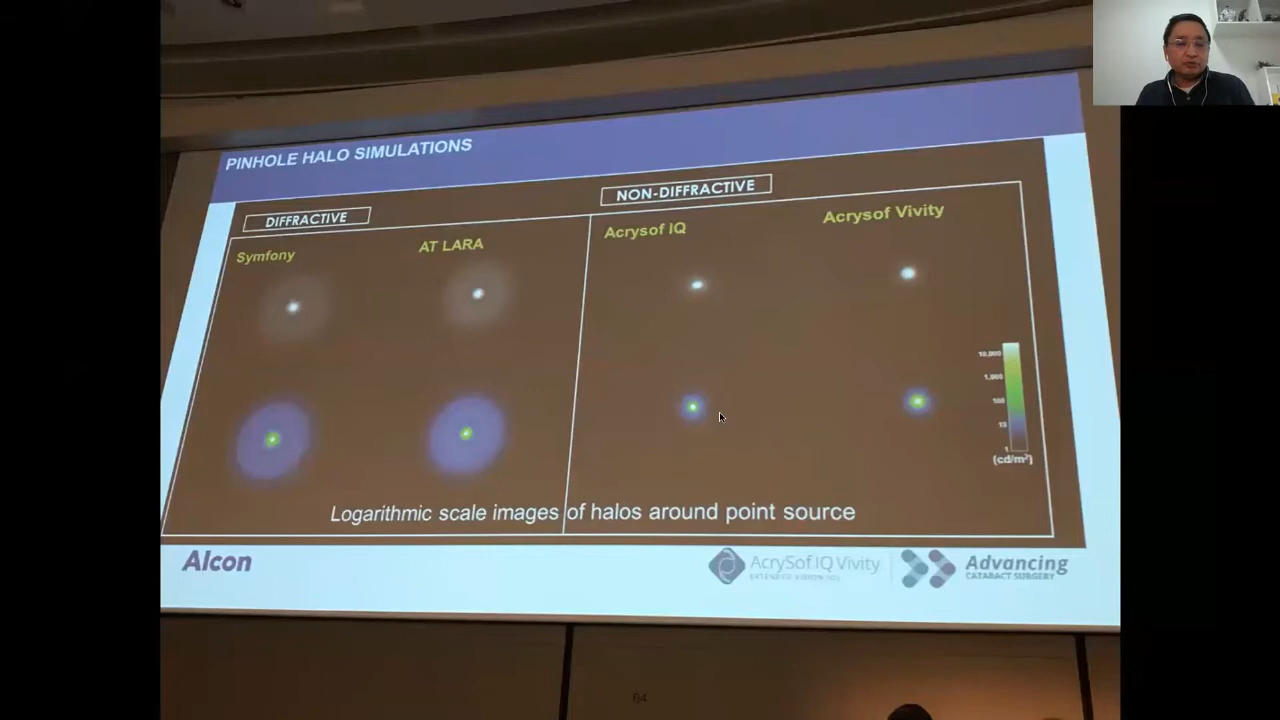 PINHOLE HALO SIMULATIONS
DIFFRACTIVE
NON-DIFFRACTIVE
Symfony
AT LARA
Acrysof IQ
Acrysof Vivity
10,000
1,000
100
10
1
(cd/m²)
Logarithmic scale images of halos around point source
Alcon
AcrySof IQ Vivity
EXTENDED VISION IOL
Advancing
CATARACT SURGERY
64